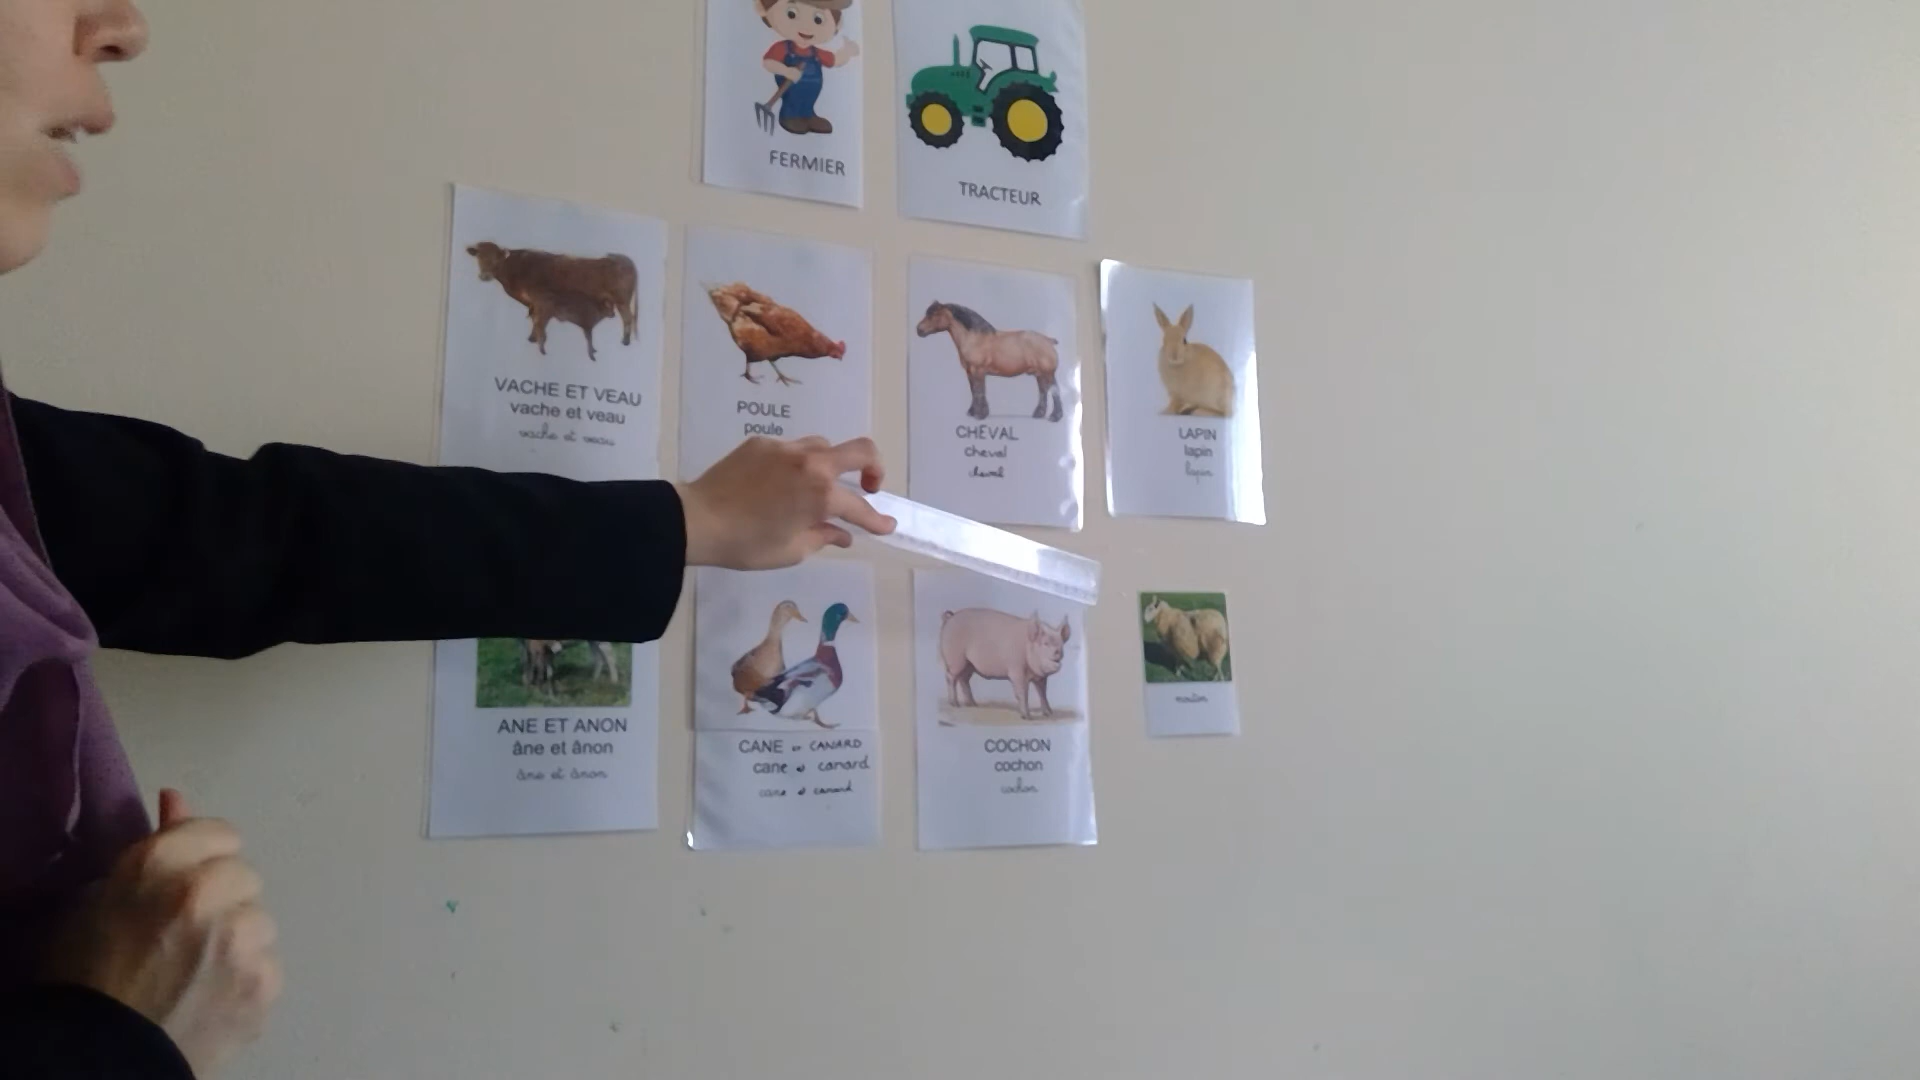 FERMIER
TRACTEUR
VACHE ET VEAU
vache et veau
vache et veau
POULE
poule
CHEVAL
cheval
cheval
LAPIN
lapin
lapin
ANE ET ANON
âne et ânon
âne et ânon
CANE et CANARD
cane et canard
cane et canard
COCHON
cochon
cochon
mouton